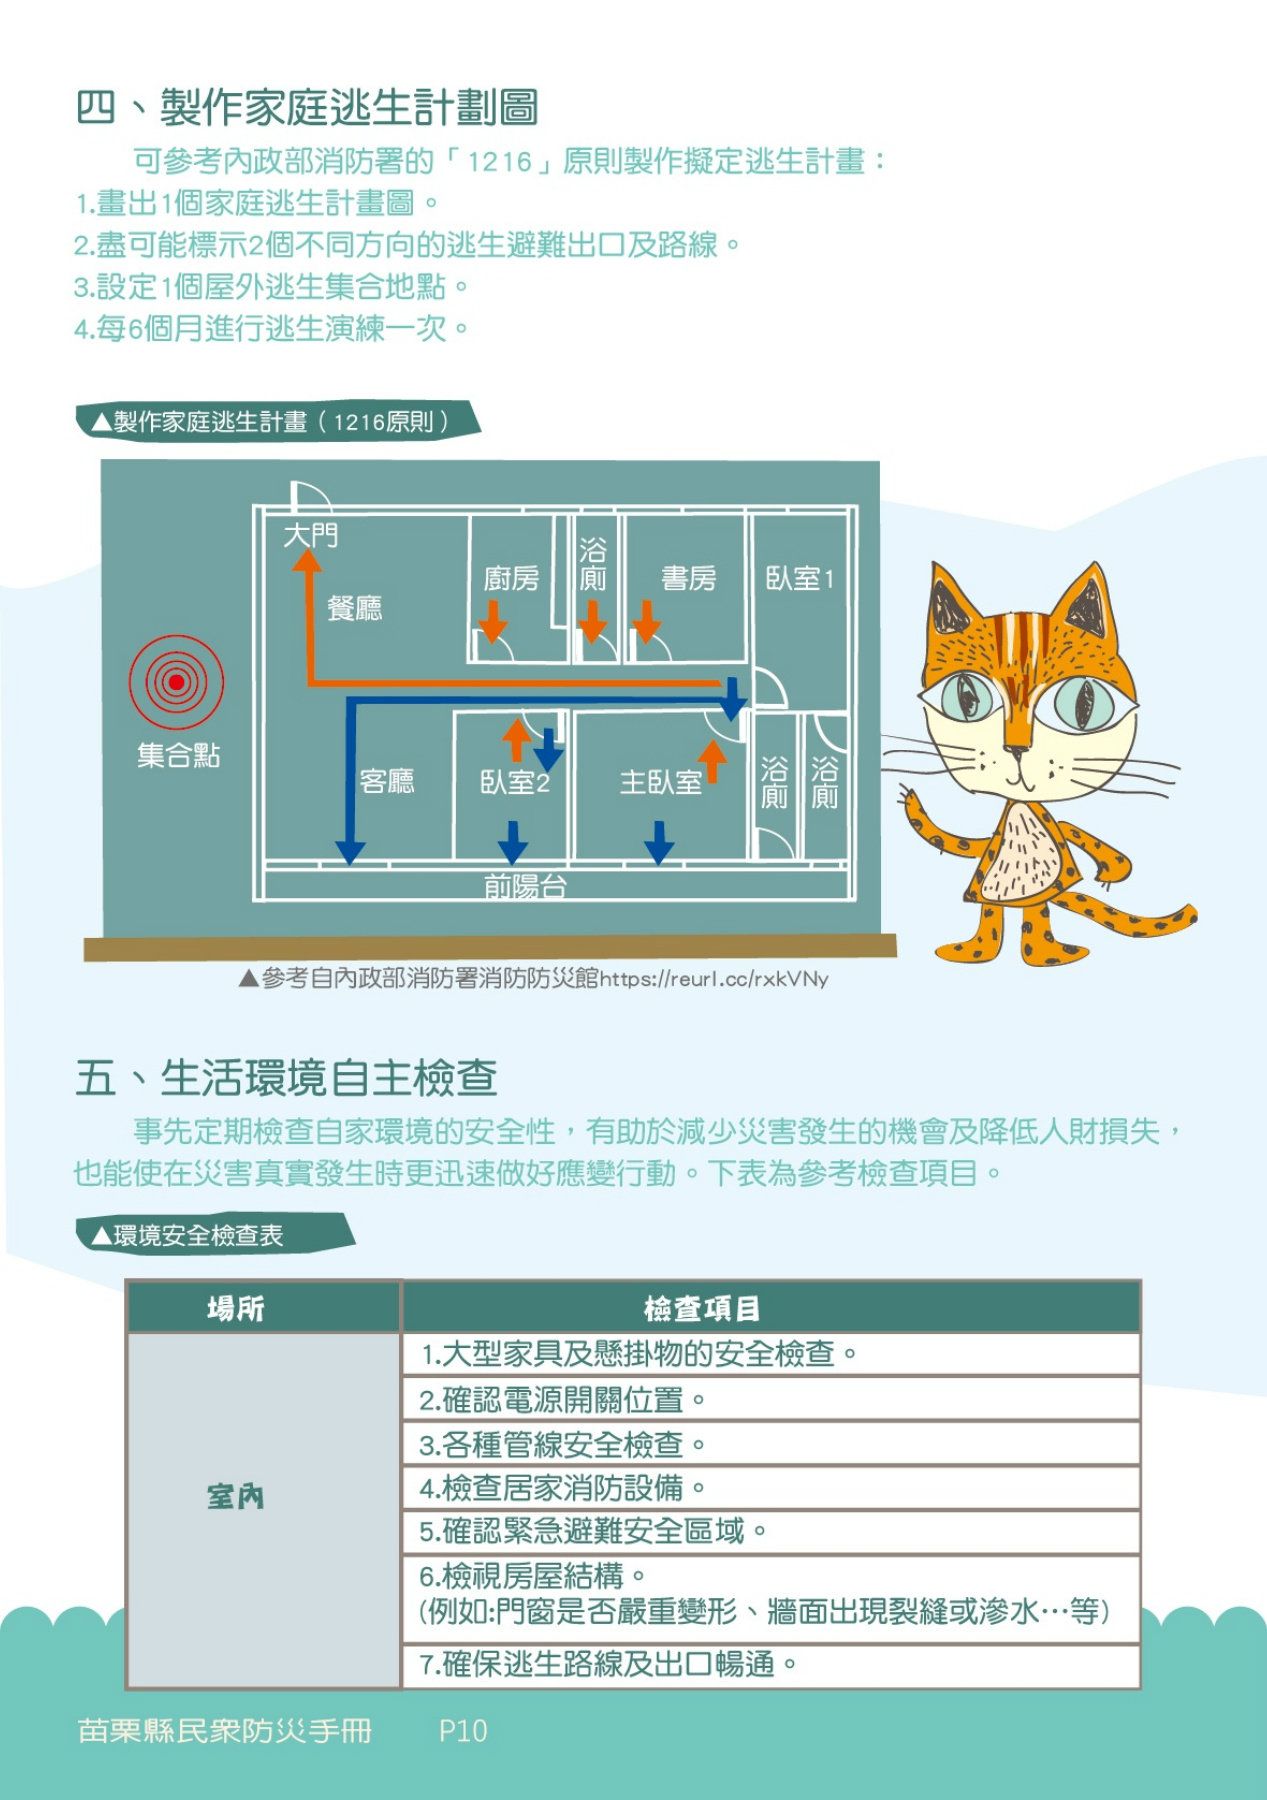 四、製作家庭逃生計劃圖
可參考內政部消防署的「1216」原則製作擬定逃生計畫：
1.畫出1個家庭逃生計畫圖。
2.盡可能標示2個不同方向的逃生避難出口及路線。
3.設定1個屋外逃生集合地點。
4.每6個月進行逃生演練一次。
▲製作家庭逃生計畫（1216原則）
大門
餐廳
廚房
浴廁
書房
臥室1
集合點
客廳
臥室2
主臥室
浴廁
浴廁
前陽台
▲參考自內政部消防署消防防災館https://reurl.cc/rxkVNy
五、生活環境自主檢查
事先定期檢查自家環境的安全性，有助於減少災害發生的機會及降低人財損失，
也能使在災害真實發生時更迅速做好應變行動。下表為參考檢查項目。
▲環境安全檢查表
場所
檢查項目
室內
1.大型家具及懸掛物的安全檢查。
2.確認電源開關位置。
3.各種管線安全檢查。
4.檢查居家消防設備。
5.確認緊急避難安全區域。
6.檢視房屋結構。
(例如:門窗是否嚴重變形、牆面出現裂縫或滲水…等)
7.確保逃生路線及出口暢通。
苗栗縣民眾防災手冊 P10